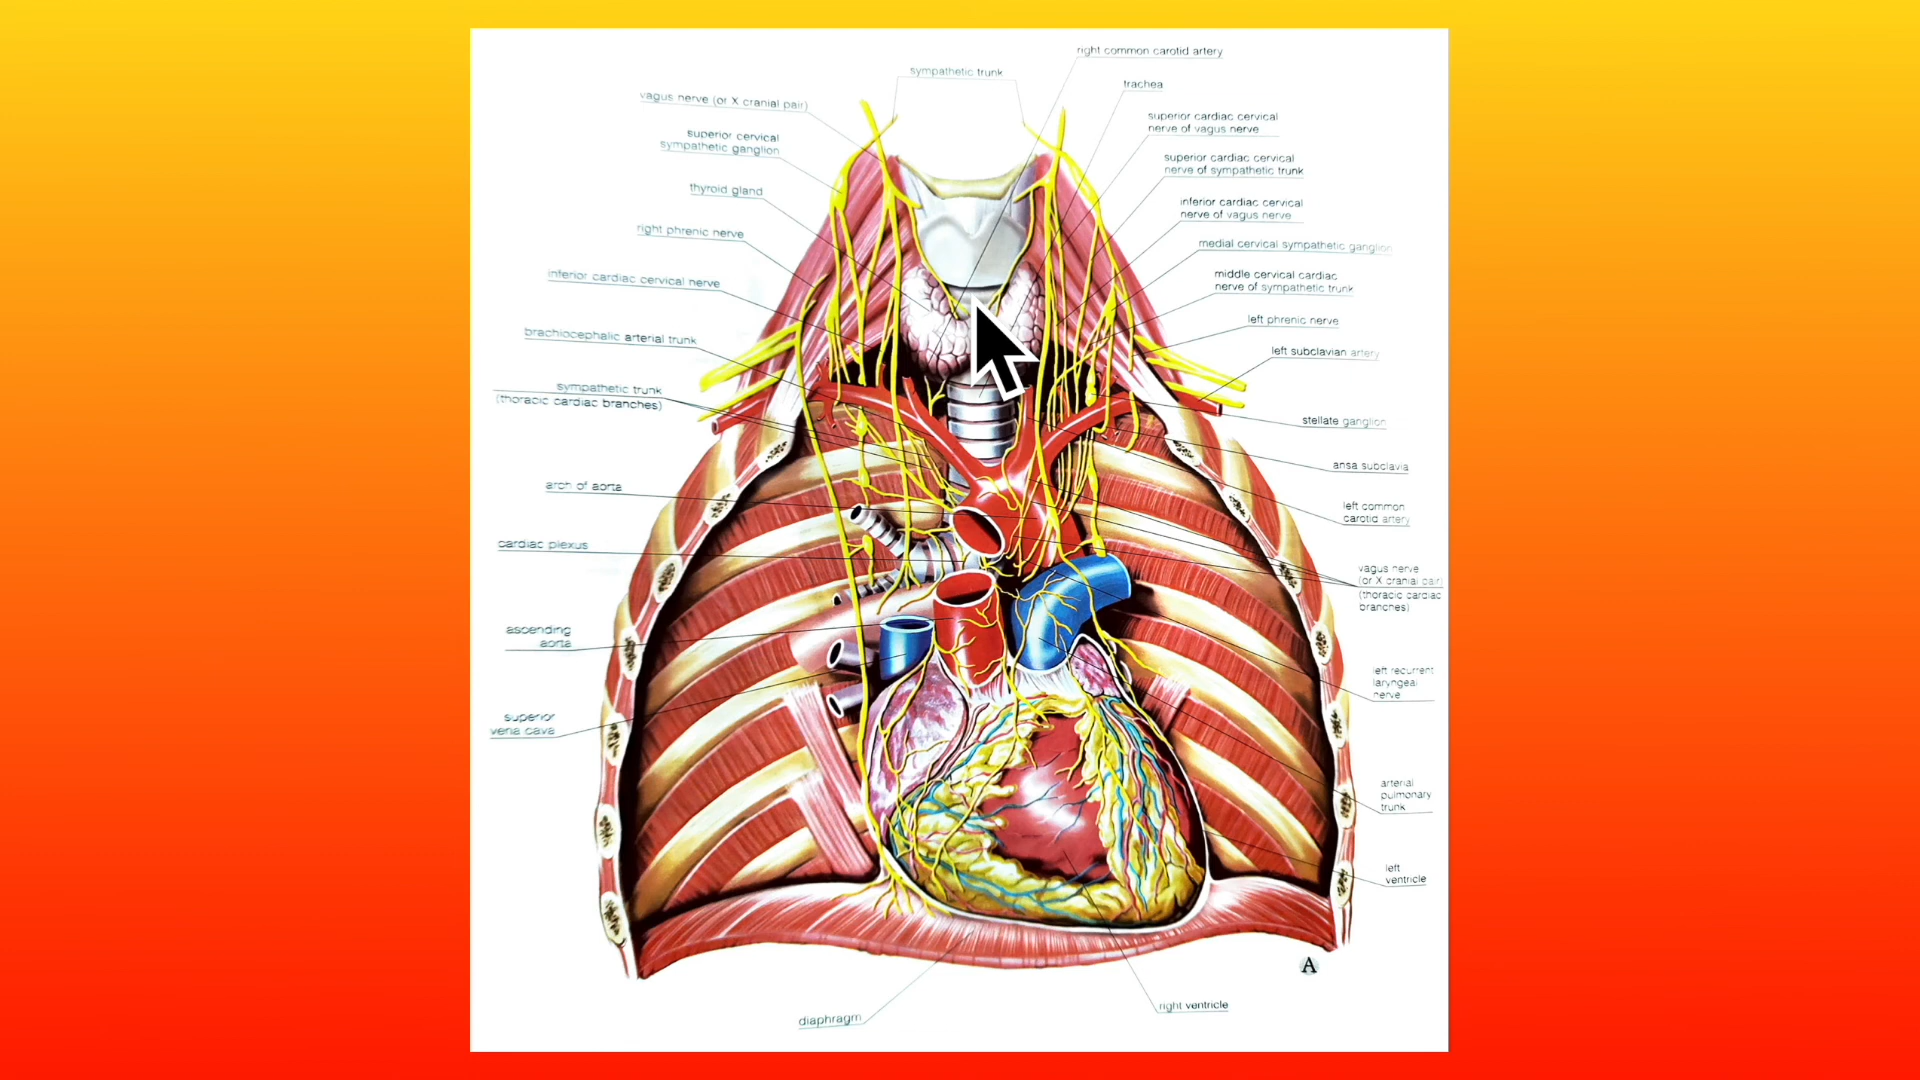 right common carotid artery
sympathetic trunk
trachea
vagus nerve (or X cranial pair)
superior cardiac cervical
nerve of vagus nerve
superior cervical
sympathetic ganglion
superior cardiac cervical
nerve of sympathetic trunk
thyroid gland
inferior cardiac cervical
nerve of vagus nerve
right phrenic nerve
medial cervical sympathetic ganglion
inferior cardiac cervical nerve
middle cervical cardiac
nerve of sympathetic trunk
left phrenic nerve
brachiocephalic arterial trunk
left subclavian artery
sympathetic trunk
(thoracic cardiac branches)
stellate ganglion
ansa subclavia
arch of aorta
left common
carotid artery
cardiac plexus
vagus nerve
(or X cranial pair)
(thoracic cardiac
branches)
ascending
aorta
left recurrent
laryngeal
nerve
superior
vena cava
arterial
pulmonary
trunk
left
ventricle
A
right ventricle
diaphragm